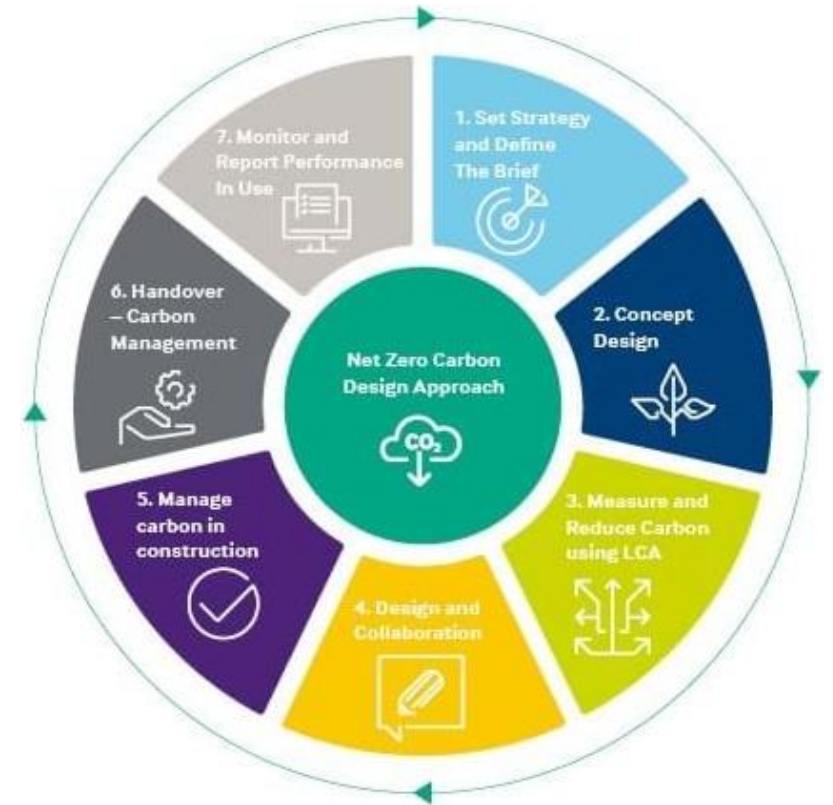 1. Set Strategy
and Define
The Brief
2. Concept
Design
3. Measure and
Reduce Carbon
using LCA
4. Design and
Collaboration
5. Manage
carbon in
construction
6. Handover
– Carbon
Management
7. Monitor and
Report Performance
In Use
Net Zero Carbon
Design Approach
CO₂